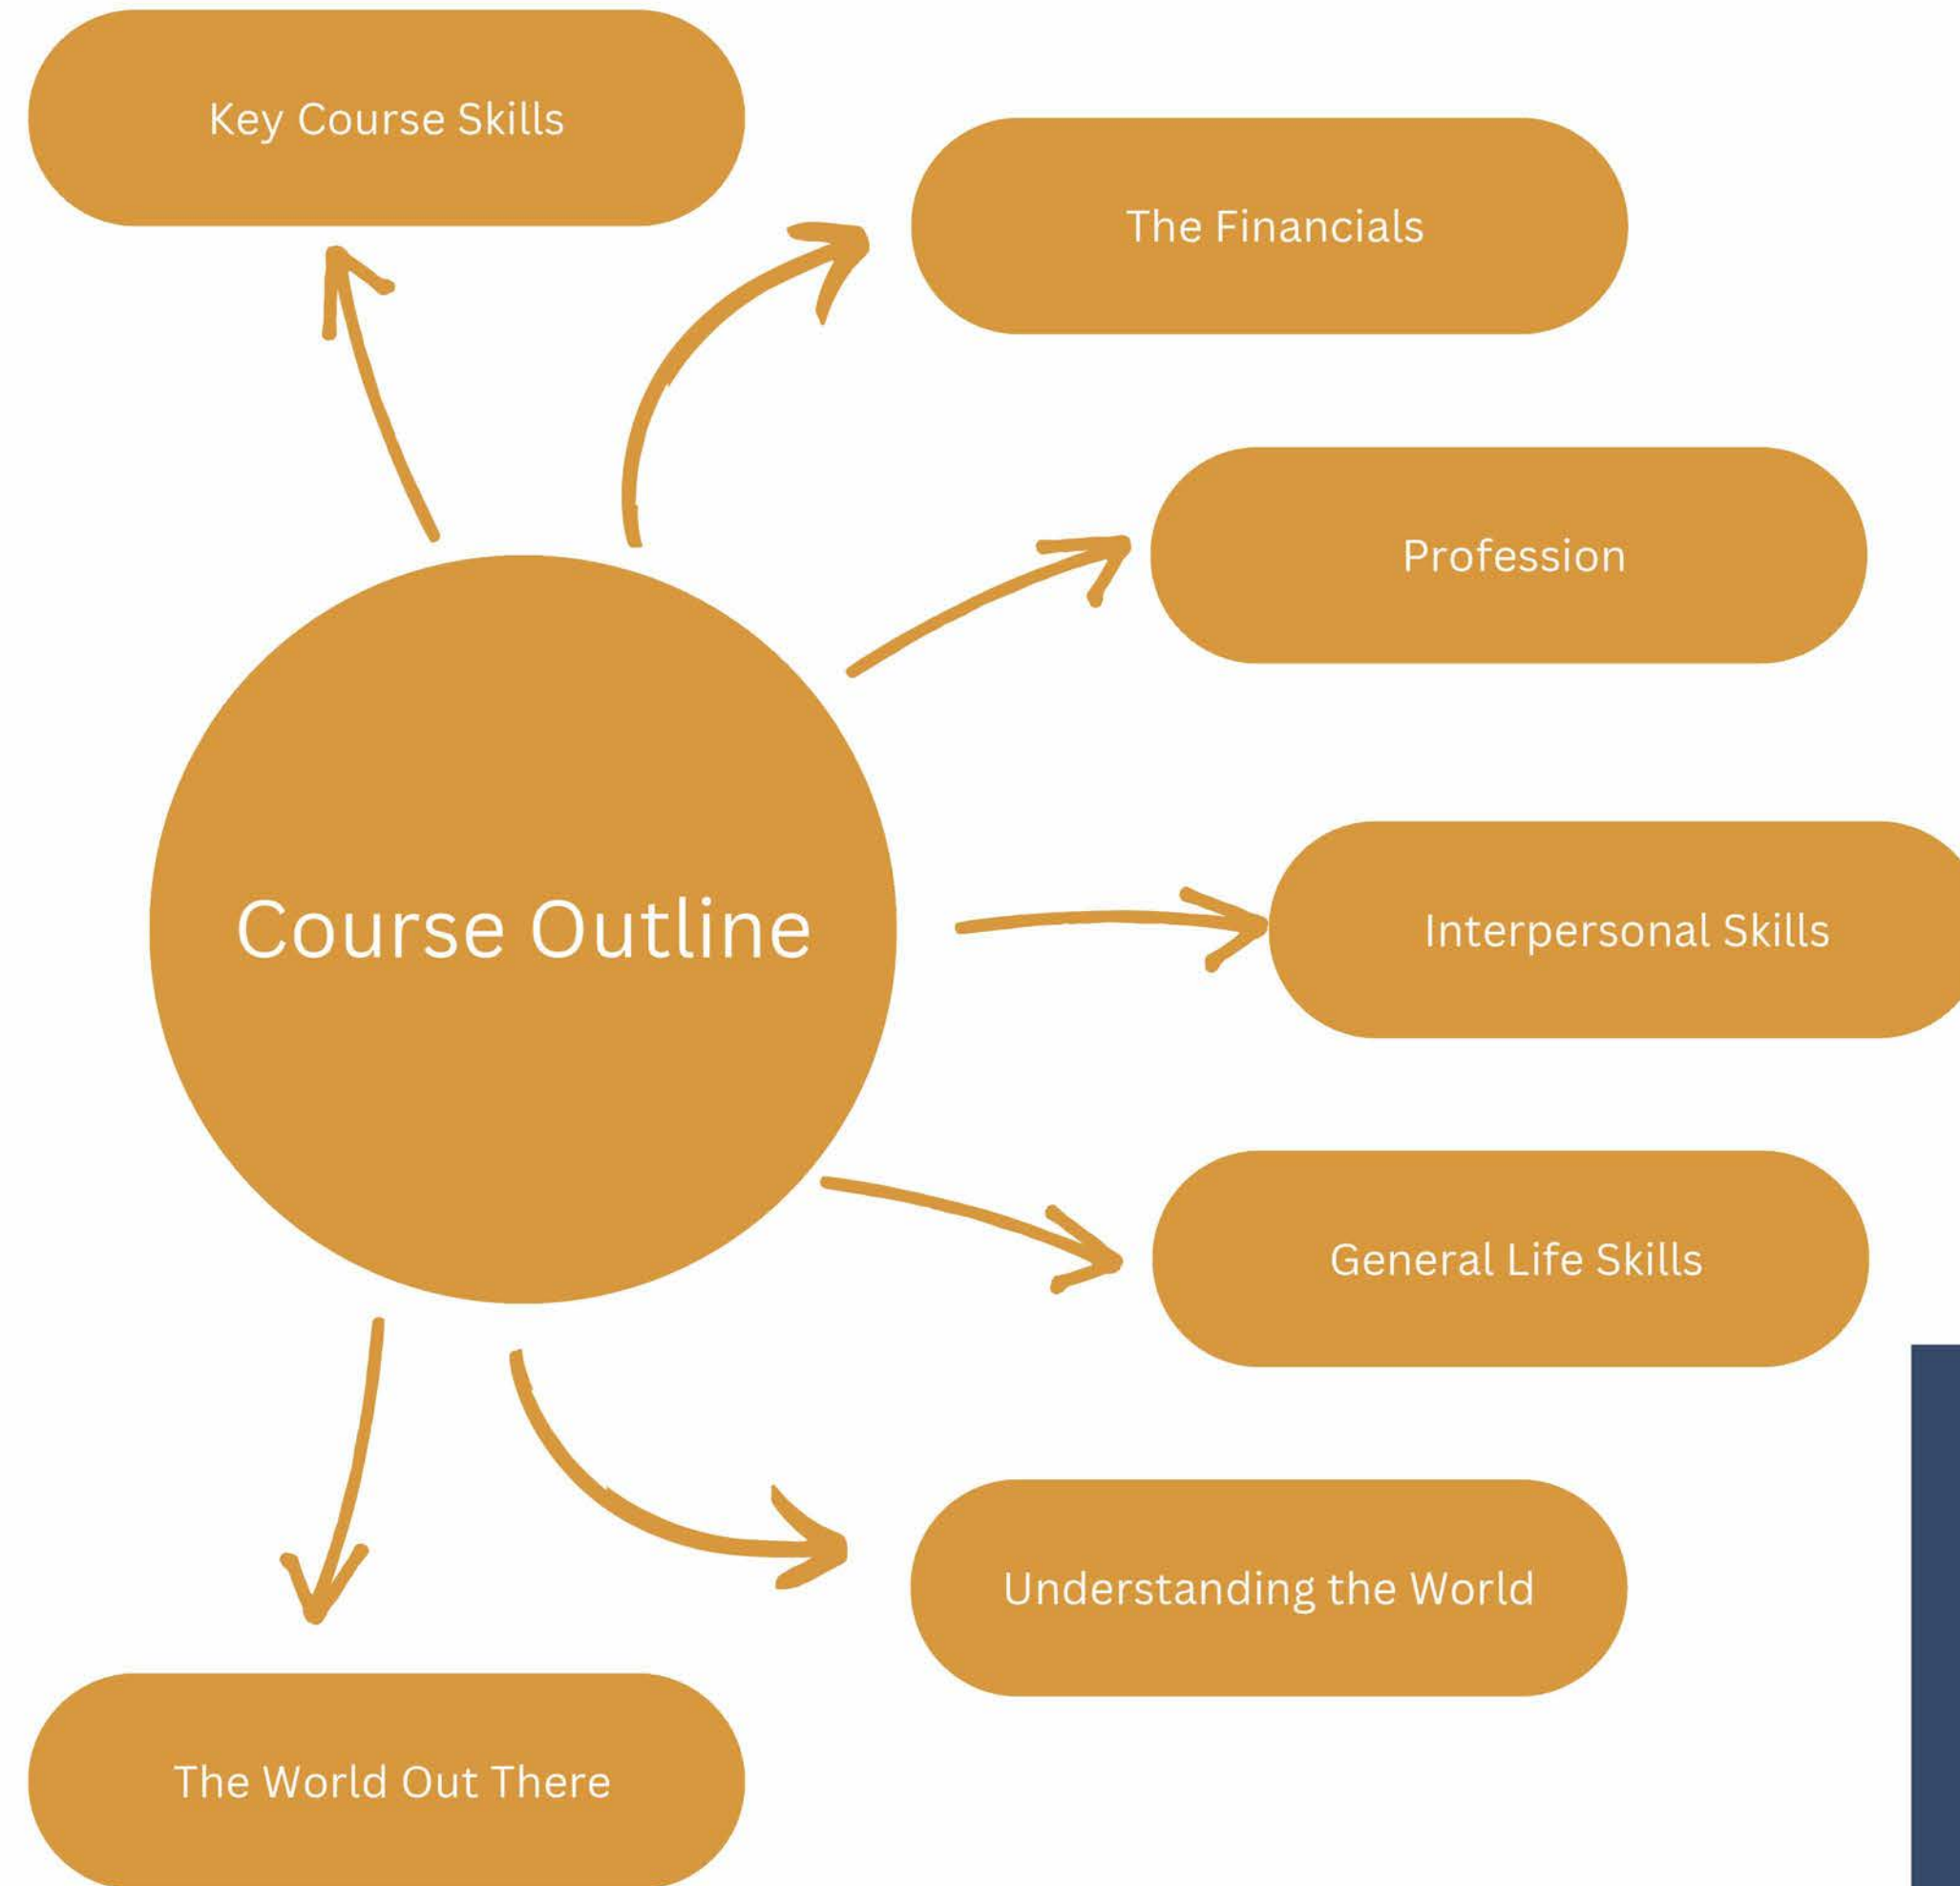 Key Course Skills
The Financials
Profession
Course Outline
Interpersonal Skills
General Life Skills
Understanding the World
The World Out There